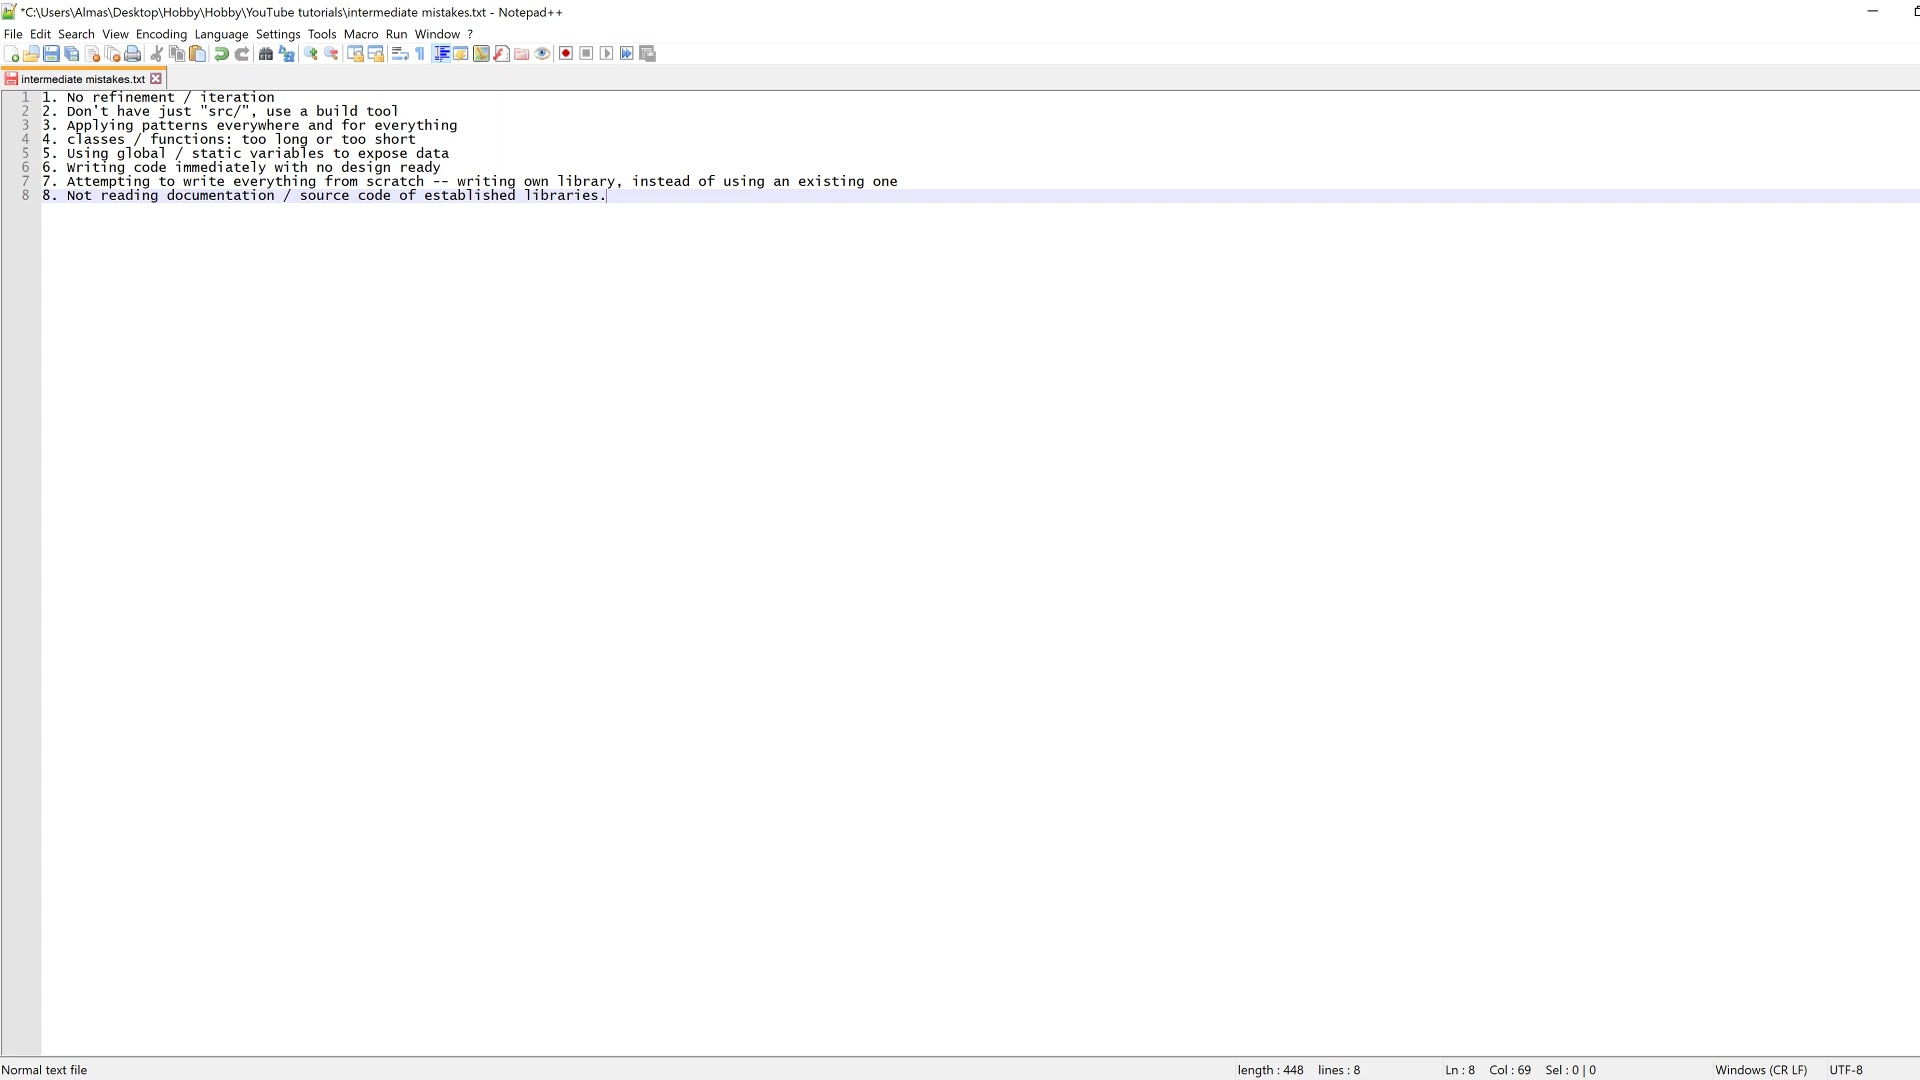 *C:\Users\Almas\Desktop\Hobby\Hobby\YouTube tutorials\intermediate mistakes.txt - Notepad++
File Edit Search View Encoding Language Settings Tools Macro Run Window ?
intermediate mistakes.txt
1 1. No refinement / iteration
2 2. Don't have just "src/", use a build tool
3 3. Applying patterns everywhere and for everything
4 4. classes / functions: too long or too short
5 5. Using global / static variables to expose data
6 6. Writing code immediately with no design ready
7 7. Attempting to write everything from scratch -- writing own library, instead of using an existing one
8 8. Not reading documentation / source code of established libraries.
Normal text file length : 448 lines : 8 Ln : 8 Col : 69 Sel : 0 | 0 Windows (CR LF) UTF-8